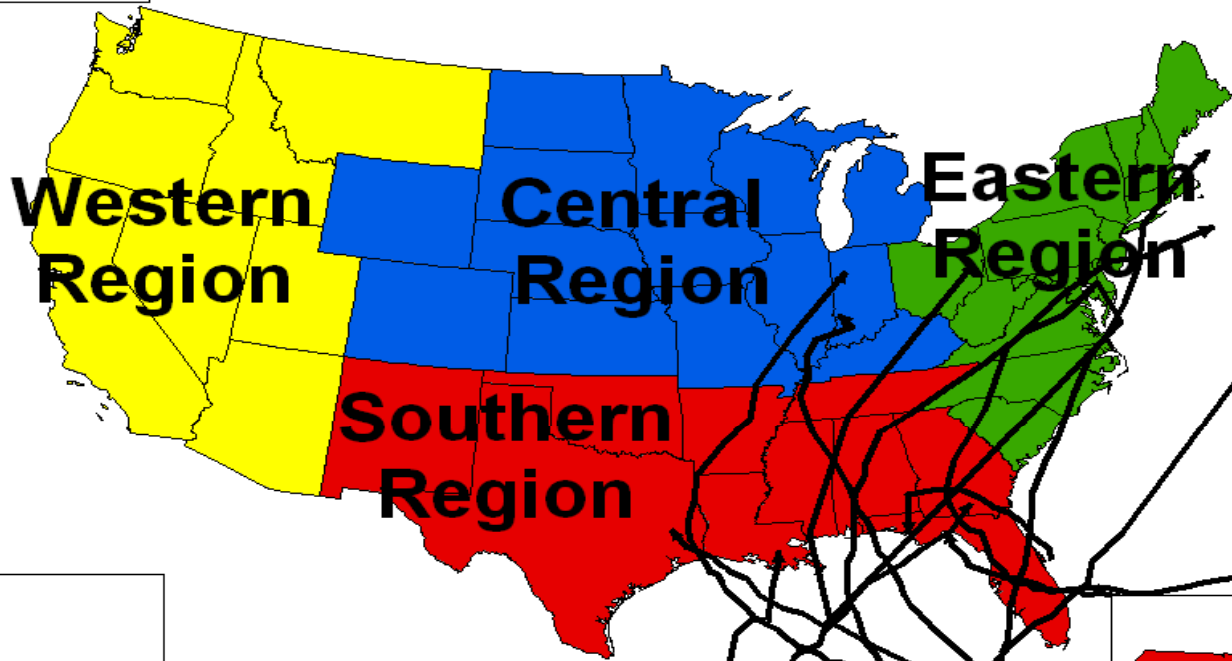 Western
Region
Central
Region
Eastern
Region
Southern
Region